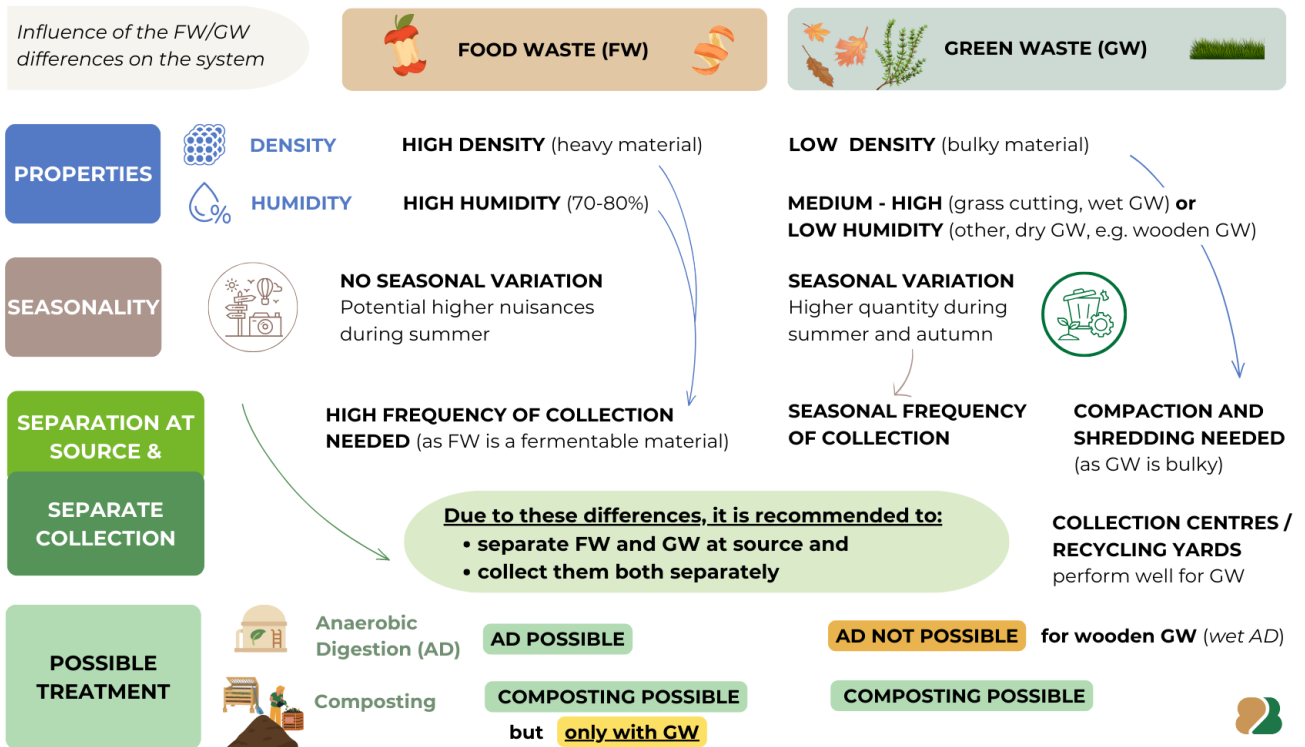 Influence of the FW/GW
differences on the system
FOOD WASTE (FW)
GREEN WASTE (GW)
PROPERTIES
DENSITY
HIGH DENSITY (heavy material)
LOW DENSITY (bulky material)
%
HUMIDITY
HIGH HUMIDITY (70-80%)
MEDIUM - HIGH (grass cutting, wet GW) or
LOW HUMIDITY (other, dry GW, e.g. wooden GW)
SEASONALITY
NO SEASONAL VARIATION
Potential higher nuisances
during summer
SEASONAL VARIATION
Higher quantity during
summer and autumn
SEPARATION AT
SOURCE &
SEPARATE
COLLECTION
HIGH FREQUENCY OF COLLECTION
NEEDED (as FW is a fermentable material)
SEASONAL FREQUENCY
OF COLLECTION
COMPACTION AND
SHREDDING NEEDED
(as GW is bulky)
Due to these differences, it is recommended to:
• separate FW and GW at source and
• collect them both separately
COLLECTION CENTRES /
RECYCLING YARDS
perform well for GW
POSSIBLE
TREATMENT
Anaerobic
Digestion (AD)
AD POSSIBLE
AD NOT POSSIBLE for wooden GW (wet AD)
Composting
COMPOSTING POSSIBLE
but only with GW
COMPOSTING POSSIBLE